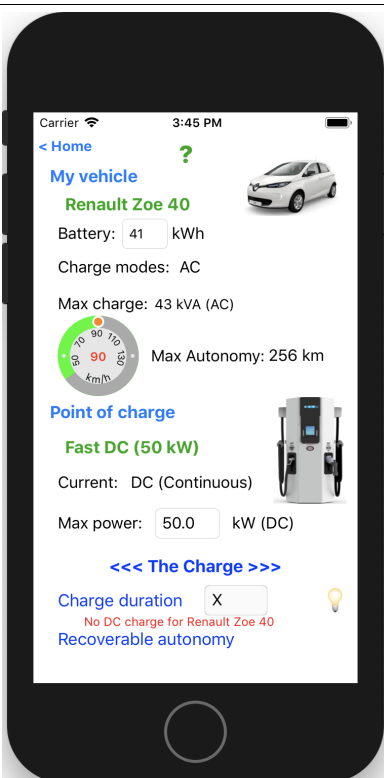 Carrier 3:45 PM
< Home
?
My vehicle
Renault Zoe 40
Battery: 41 kWh
Charge modes: AC
Max charge: 43 kVA (AC)
50 70 90 110 130
90
km/h
Max Autonomy: 256 km
Point of charge
Fast DC (50 kW)
Current: DC (Continuous)
Max power: 50.0 kW (DC)
<<< The Charge >>>
Charge duration X
No DC charge for Renault Zoe 40
Recoverable autonomy